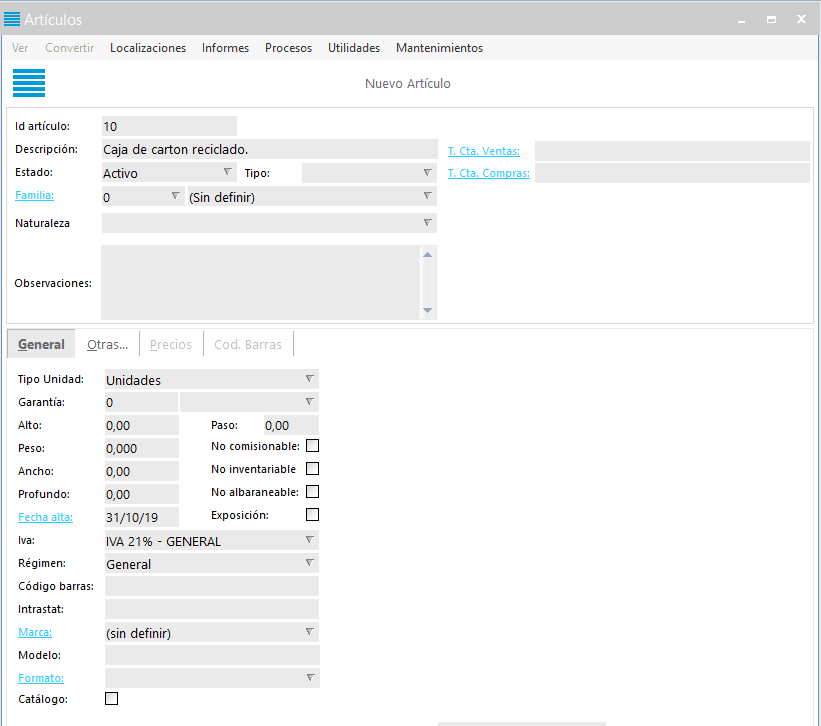 Artículos
Ver Convertir Localizaciones Informes Procesos Utilidades Mantenimientos
Nuevo Artículo
Id artículo: 10
Descripción: Caja de carton reciclado. T. Cta. Ventas:
Estado: Activo Tipo: T. Cta. Compras:
Familia: 0 (Sin definir)
Naturaleza
Observaciones:
General Otras... Precios Cod. Barras
Tipo Unidad: Unidades
Garantía: 0
Alto: 0,00 Paso: 0,00
Peso: 0,000 No comisionable:
Ancho: 0,00 No inventariable
Profundo: 0,00 No albaraneable:
Fecha alta: 31/10/19 Exposición:
Iva: IVA 21% - GENERAL
Régimen: General
Código barras:
Intrastat:
Marca: (sin definir)
Modelo:
Formato:
Catálogo: